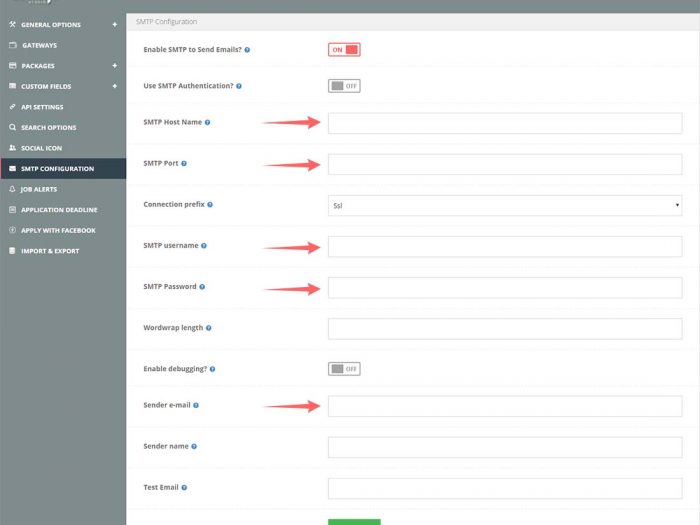 GENERAL OPTIONS +
GATEWAYS
PACKAGES +
CUSTOM FIELDS +
API SETTINGS
SEARCH OPTIONS
SOCIAL ICON
SMTP CONFIGURATION
JOB ALERTS
APPLICATION DEADLINE
APPLY WITH FACEBOOK
IMPORT & EXPORT
SMTP Configuration
Enable SMTP to Send Emails? ?
ON
Use SMTP Authentication? ?
OFF
SMTP Host Name ?
SMTP Port ?
Connection prefix ?
Ssl
SMTP username ?
SMTP Password ?
Wordwrap length ?
Enable debugging? ?
OFF
Sender e-mail ?
Sender name ?
Test Email ?